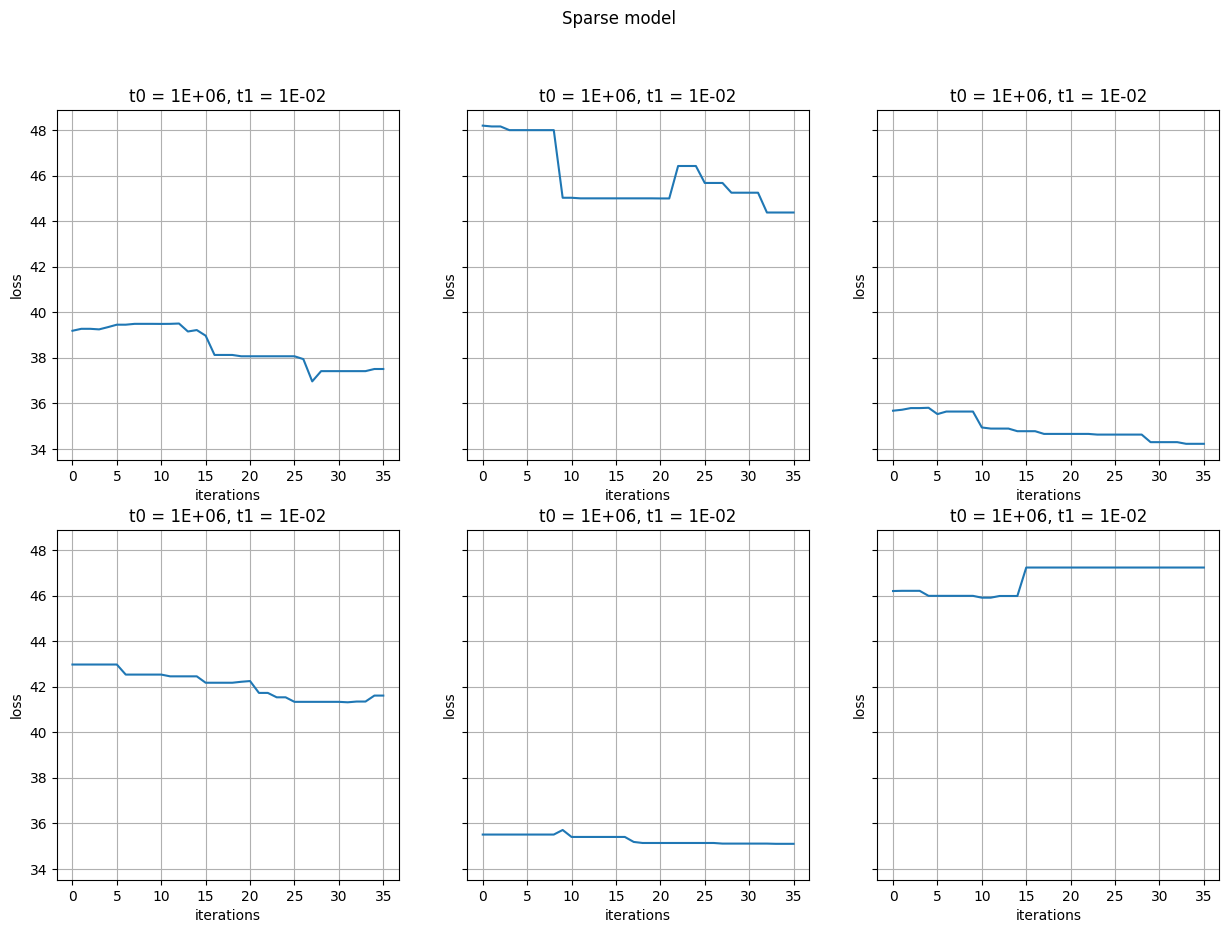 Sparse model
t0 = 1E+06, t1 = 1E-02
t0 = 1E+06, t1 = 1E-02
t0 = 1E+06, t1 = 1E-02
48
46
44
42
40
38
36
34
loss
loss
loss
0 5 10 15 20 25 30 35
0 5 10 15 20 25 30 35
0 5 10 15 20 25 30 35
iterations
iterations
iterations
t0 = 1E+06, t1 = 1E-02
t0 = 1E+06, t1 = 1E-02
t0 = 1E+06, t1 = 1E-02
48
46
44
42
40
38
36
34
loss
loss
loss
0 5 10 15 20 25 30 35
0 5 10 15 20 25 30 35
0 5 10 15 20 25 30 35
iterations
iterations
iterations